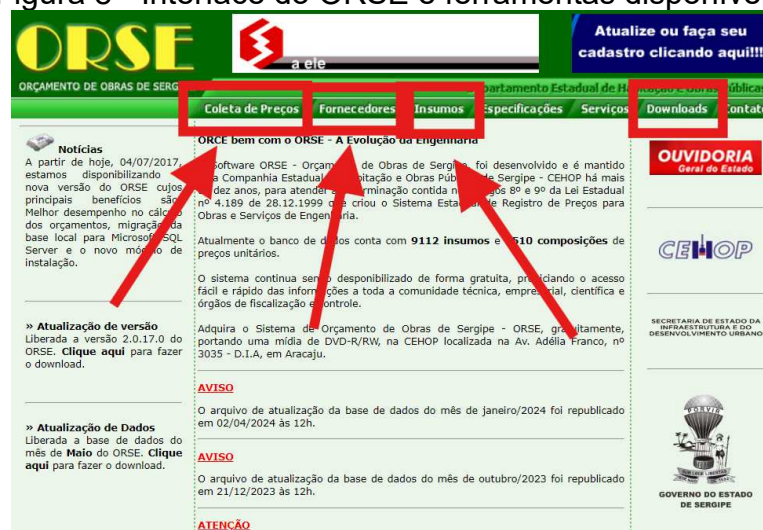 Figura 3 - Interface do ORSE e ferramentas disponíve
ORSE
ORÇAMENTO DE OBRAS DE SERG
a ele
Atualize ou faça seu
cadastro clicando aqui!!!
partamento Estadual de Habitação e Obras Públicas
Coleta de Preços Fornecedores Insumos Especificações Serviços Downloads Contato
Notícias
A partir de hoje, 04/07/2017,
estamos disponibilizando a
nova versão do ORSE cujos
principais benefícios são:
Melhor desempenho no cálculo
dos orçamentos, migração da
base local para Microsoft SQL
Server e o novo módulo de
instalação.
» Atualização de versão
Liberada a versão 2.0.17.0 do
ORSE. Clique aqui para fazer
o download.
» Atualização de Dados
Liberada a base de dados do
mês de Maio do ORSE. Clique
aqui para fazer o download.
ORCE bem com o ORSE - A Evolução da Engenharia
Software ORSE - Orçamento de Obras de Sergipe, foi desenvolvido e é mantido
Companhia Estadual Habitação e Obras Públicas de Sergipe - CEHOP há mais
dez anos, para atender determinação contida nos artigos 8º e 9º da Lei Estadual
nº 4.189 de 28.12.1999 que criou o Sistema Estadual de Registro de Preços para
Obras e Serviços de Engenharia.
Atualmente o banco de dados conta com 9112 insumos e 510 composições de
preços unitários.
O sistema continua sendo disponibilizado de forma gratuita, propiciando o acesso
fácil e rápido das informações a toda a comunidade técnica, empresarial, científica e
órgãos de fiscalização e controle.
Adquira o Sistema de Orçamento de Obras de Sergipe - ORSE, gratuitamente,
portando uma mídia de DVD-R/RW, na CEHOP localizada na Av. Adélia Franco, nº
3035 - D.I.A, em Aracaju.
AVISO
O arquivo de atualização da base de dados do mês de janeiro/2024 foi republicado
em 02/04/2024 às 12h.
AVISO
O arquivo de atualização da base de dados do mês de outubro/2023 foi republicado
em 21/12/2023 às 12h.
ATENÇÃO
OUVIDORIA
Geral do Estado
CEHOP
SECRETARIA DE ESTADO DA
INFRAESTRUTURA E DO
DESENVOLVIMENTO URBANO
GOVERNO DO ESTADO
DE SERGIPE